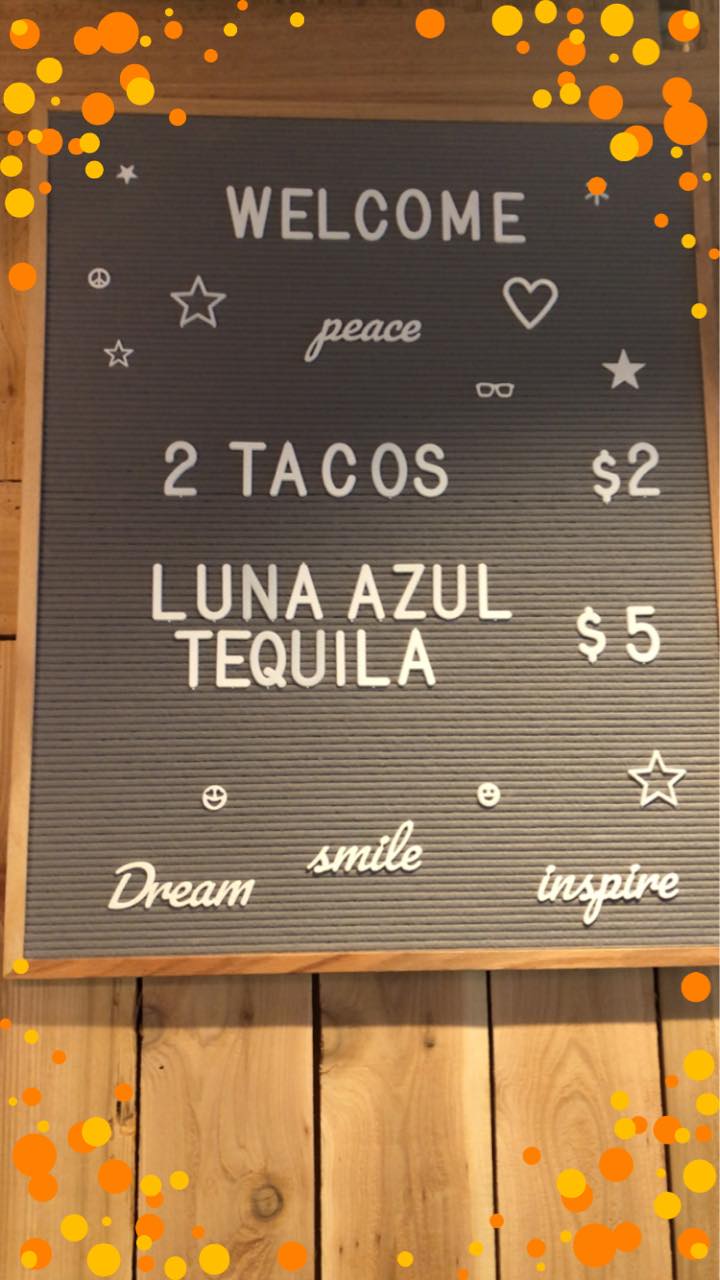 WELCOME
peace
2 TACOS $2
LUNA AZUL
TEQUILA $5
smile
Dream inspire